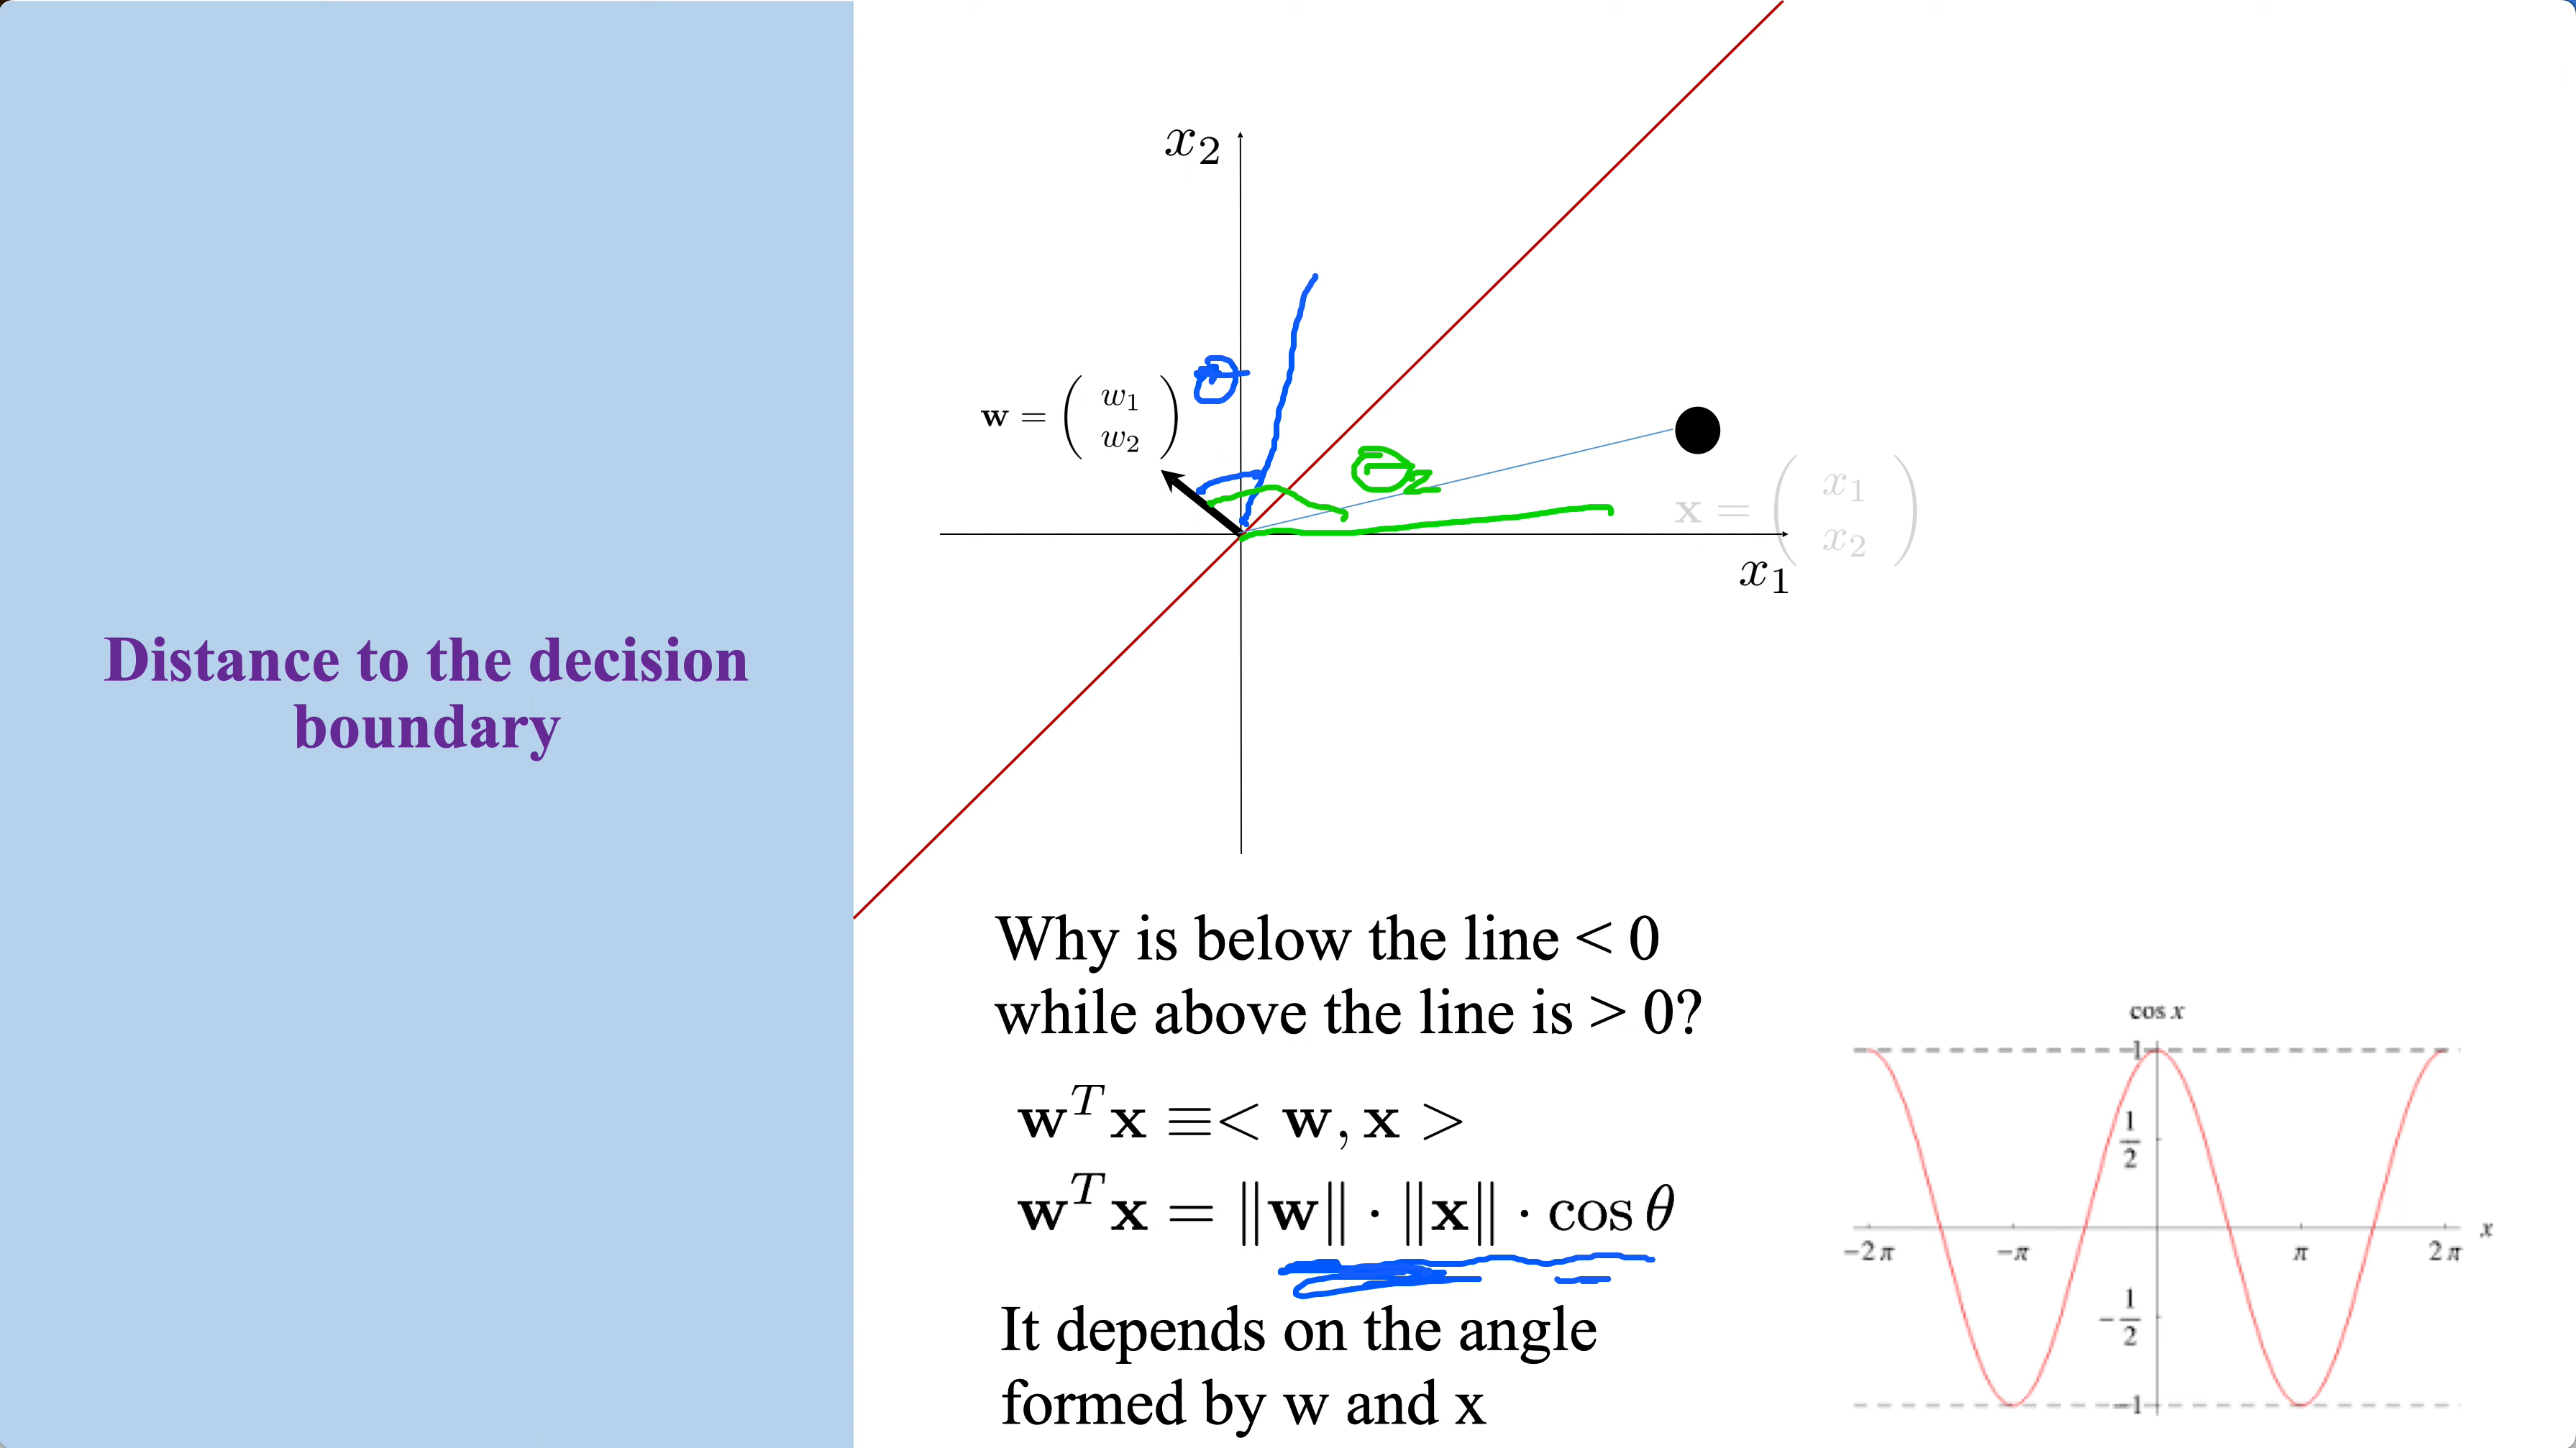 Distance to the decision
boundary
x₂
w = ( w₁
w₂ )
θ₂
x = ( x₁
x₂ )
x₁
Why is below the line < 0
while above the line is > 0?
wᵀx ≡< w, x >
wᵀx = ‖w‖ · ‖x‖ · cos θ
It depends on the angle
formed by w and x
cos x
1
1/2
-2π -π π 2π x
-1/2
-1